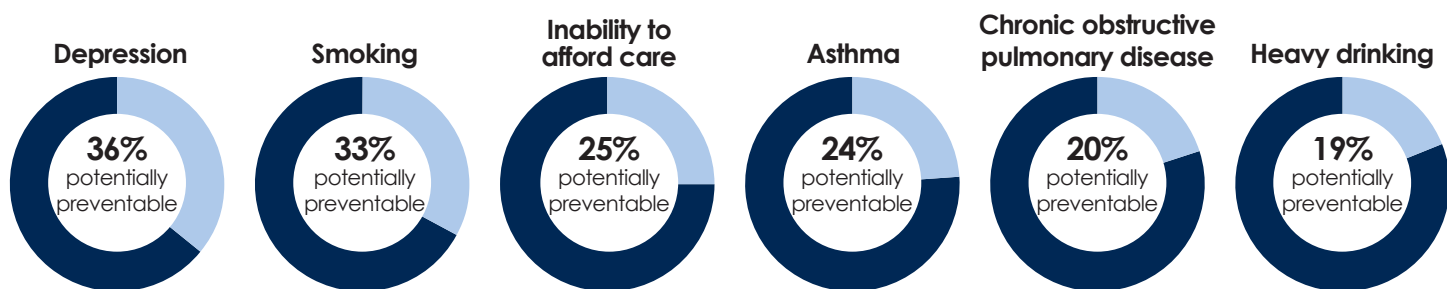 Depression
36%
potentially
preventable
Smoking
33%
potentially
preventable
Inability to
afford care
25%
potentially
preventable
Asthma
24%
potentially
preventable
Chronic obstructive
pulmonary disease
20%
potentially
preventable
Heavy drinking
19%
potentially
preventable